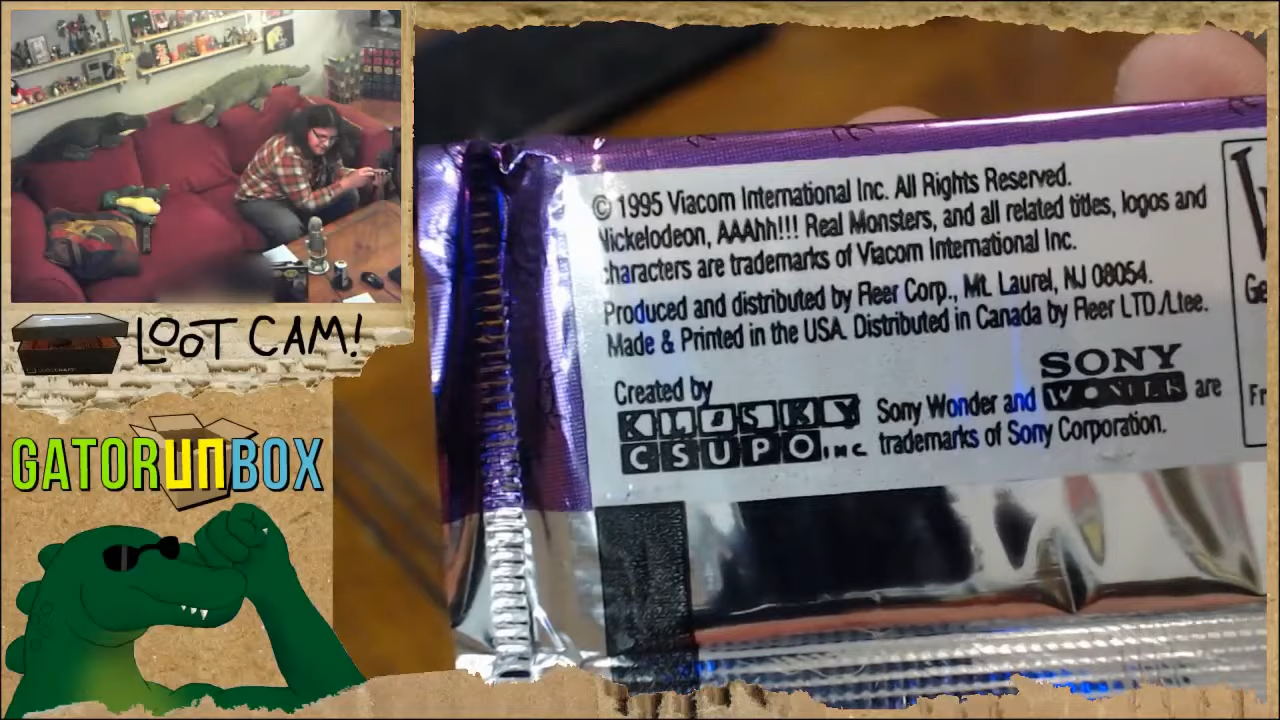 LOOT CAM!
GATORUNBOX
© 1995 Viacom International Inc. All Rights Reserved.
Nickelodeon, AAAhh!!! Real Monsters, and all related titles, logos and
characters are trademarks of Viacom International Inc.
Produced and distributed by Fleer Corp., Mt. Laurel, NJ 08054.
Made & Printed in the USA. Distributed in Canada by Fleer LTD./Ltee.
Created by
KLASKY
CSUPO, INC
SONY
WONDER
Sony Wonder and are
trademarks of Sony Corporation.
Ge
Fr